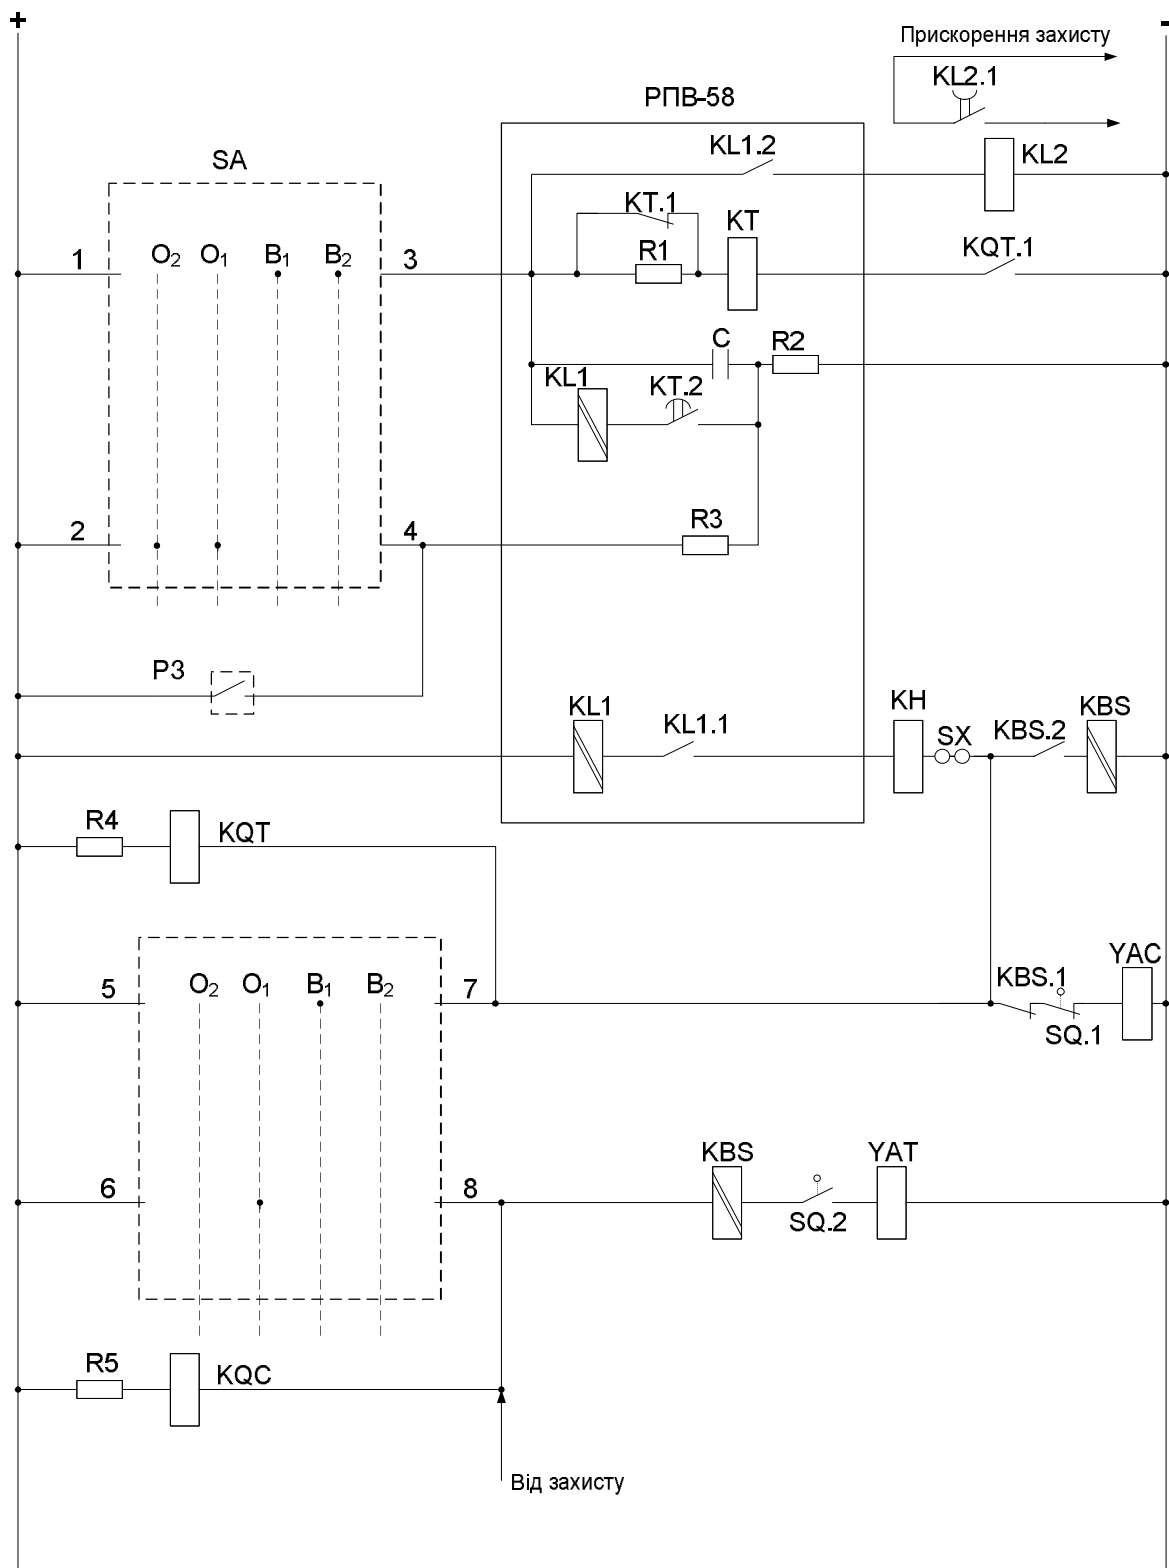 +
-
Прискорення захисту
KL2.1
РПВ-58
KL1.2
KL2
SA
KT.1
KT
O₂ O₁ B₁ B₂
1
3
R1
KQT.1
C
R2
KL1
KT.2
2
4
R3
P3
KL1
KL1.1
KH
SX
KBS.2
KBS
R4
KQT
O₂ O₁ B₁ B₂
5
7
KBS.1
SQ.1
YAC
6
8
KBS
SQ.2
YAT
R5
KQC
Від захисту